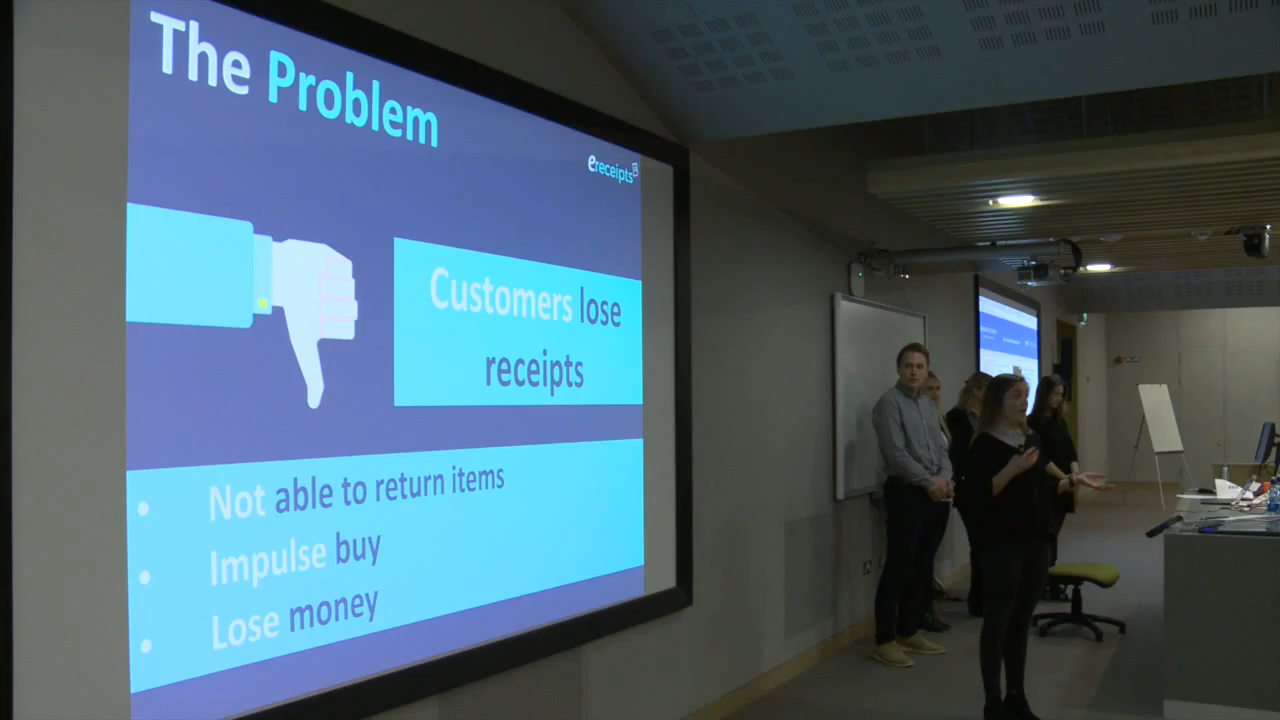 The Problem
ereceipts
Customers lose
receipts
• Not able to return items
• Impulse buy
• Lose money